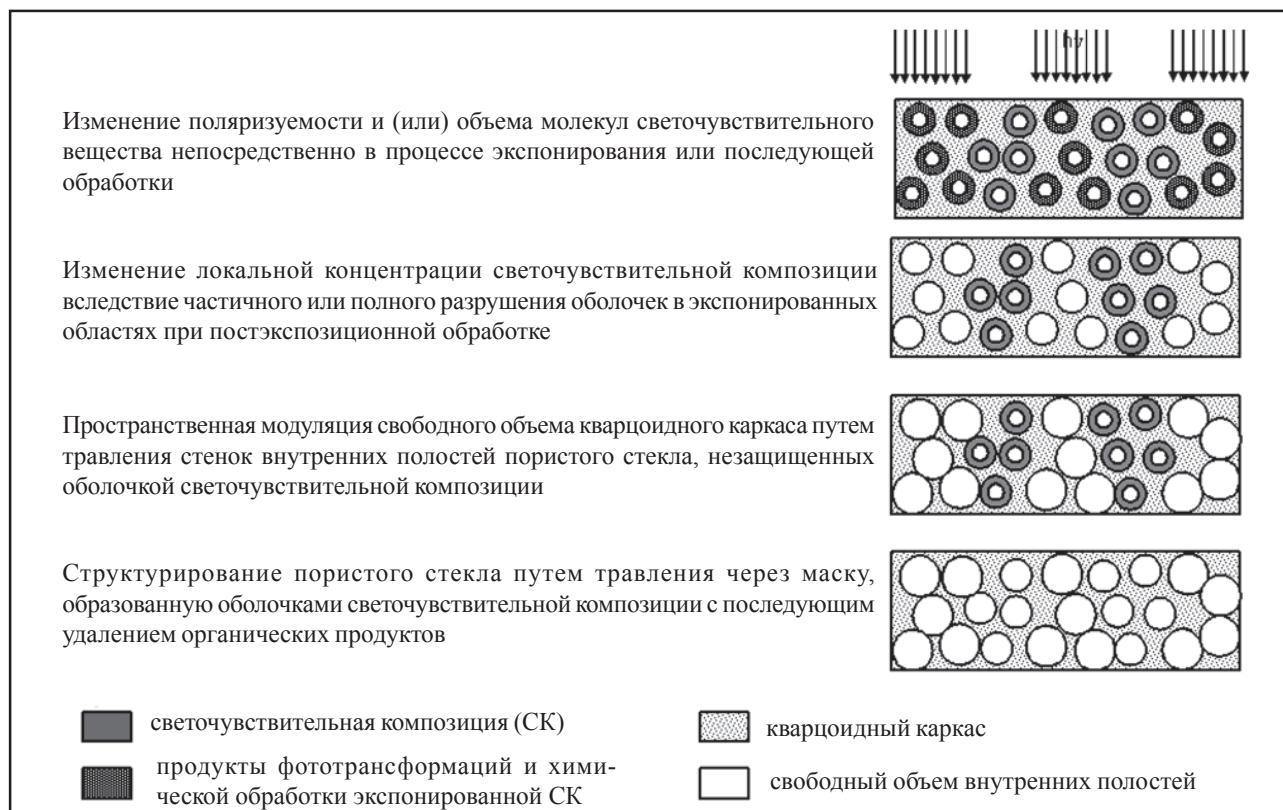 hν
Изменение поляризуемости и (или) объема молекул светочувствительного
вещества непосредственно в процессе экспонирования или последующей
обработки
Изменение локальной концентрации светочувствительной композиции
вследствие частичного или полного разрушения оболочек в экспонированных
областях при постэкспозиционной обработке
Пространственная модуляция свободного объема кварцоидного каркаса путем
травления стенок внутренних полостей пористого стекла, незащищенных
оболочкой светочувствительной композиции
Структурирование пористого стекла путем травления через маску,
образованную оболочками светочувствительной композиции с последующим
удалением органических продуктов
светочувствительная композиция (СК)
продукты фототрансформаций и хими-
ческой обработки экспонированной СК
кварцоидный каркас
свободный объем внутренних полостей